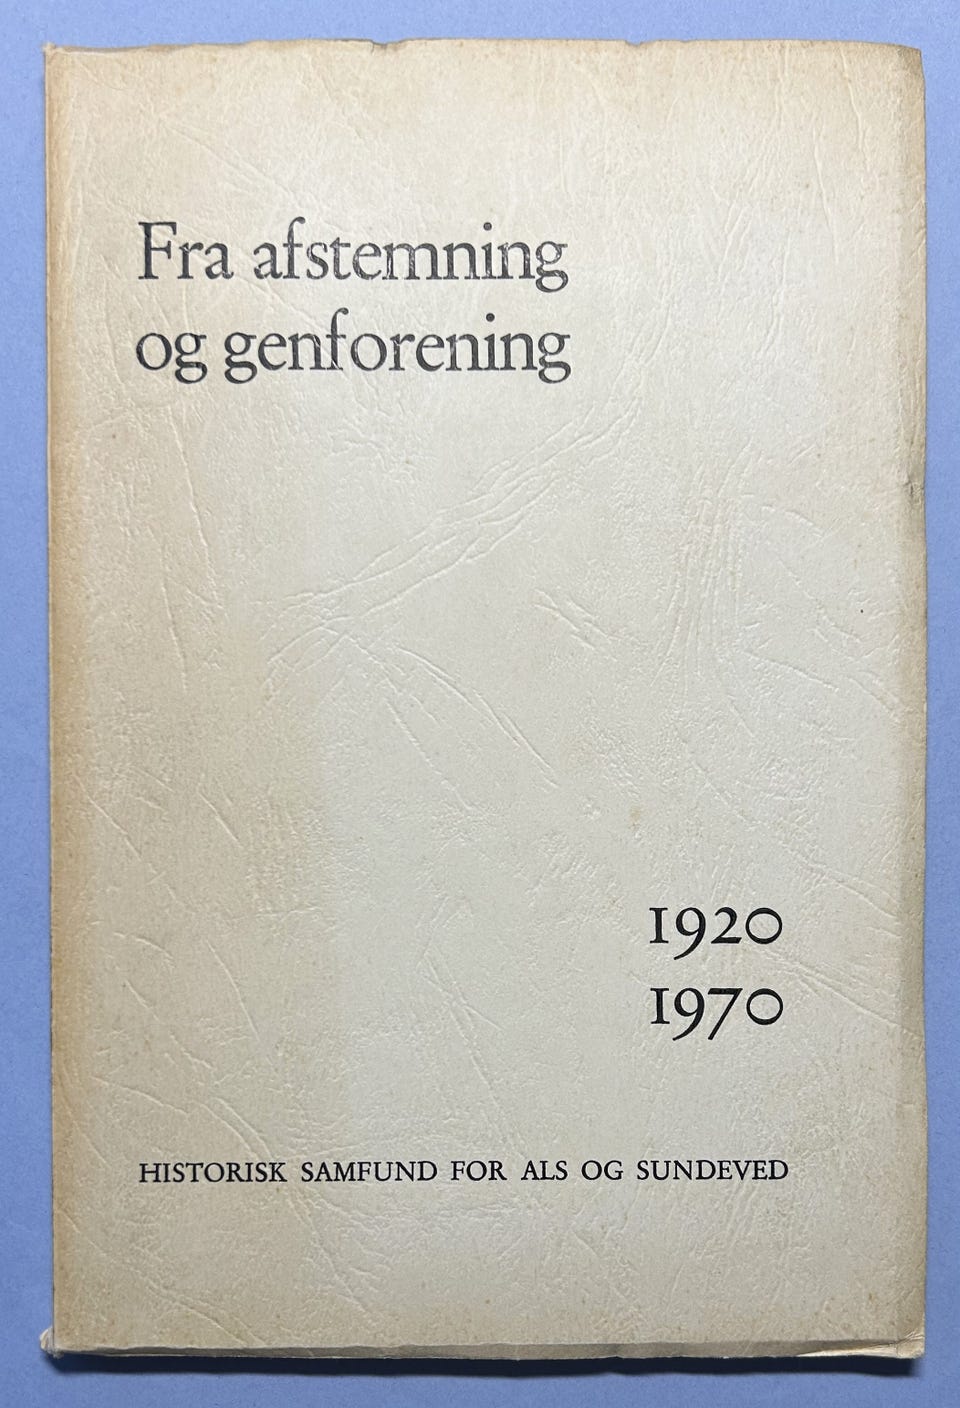 Fra afstemning
og genforening
1920
1970
HISTORISK SAMFUND FOR ALS OG SUNDEVED